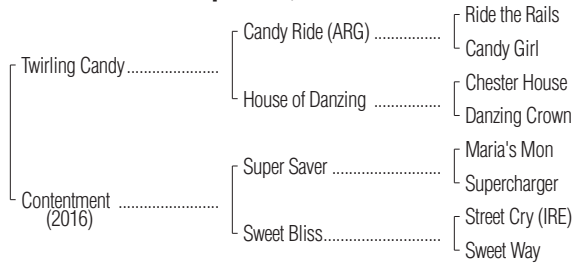 Ride the Rails
Candy Ride (ARG) ................
Candy Girl
Twirling Candy ......................
Chester House
House of Danzing ................
Danzing Crown
Maria's Mon
Super Saver ..........................
Supercharger
Contentment ........................
(2016)
Street Cry (IRE)
Sweet Bliss............................
Sweet Way